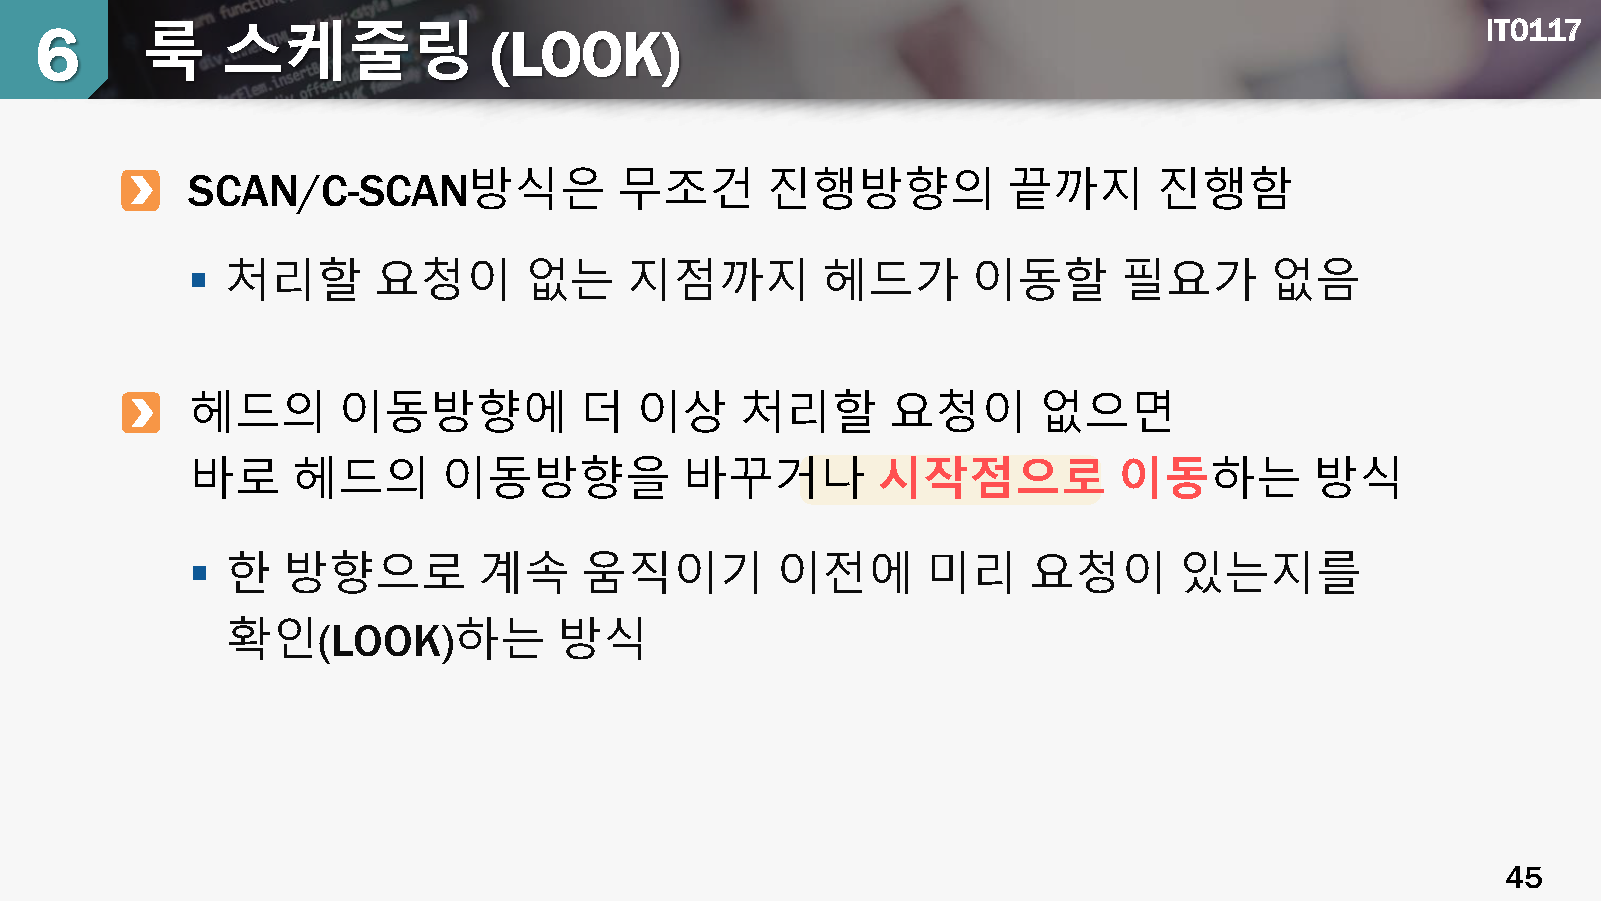 6 룩 스케줄링 (LOOK)
IT0117
SCAN/C-SCAN방식은 무조건 진행방향의 끝까지 진행함
처리할 요청이 없는 지점까지 헤드가 이동할 필요가 없음
헤드의 이동방향에 더 이상 처리할 요청이 없으면
바로 헤드의 이동방향을 바꾸거나 시작점으로 이동하는 방식
한 방향으로 계속 움직이기 이전에 미리 요청이 있는지를
확인(LOOK)하는 방식
45